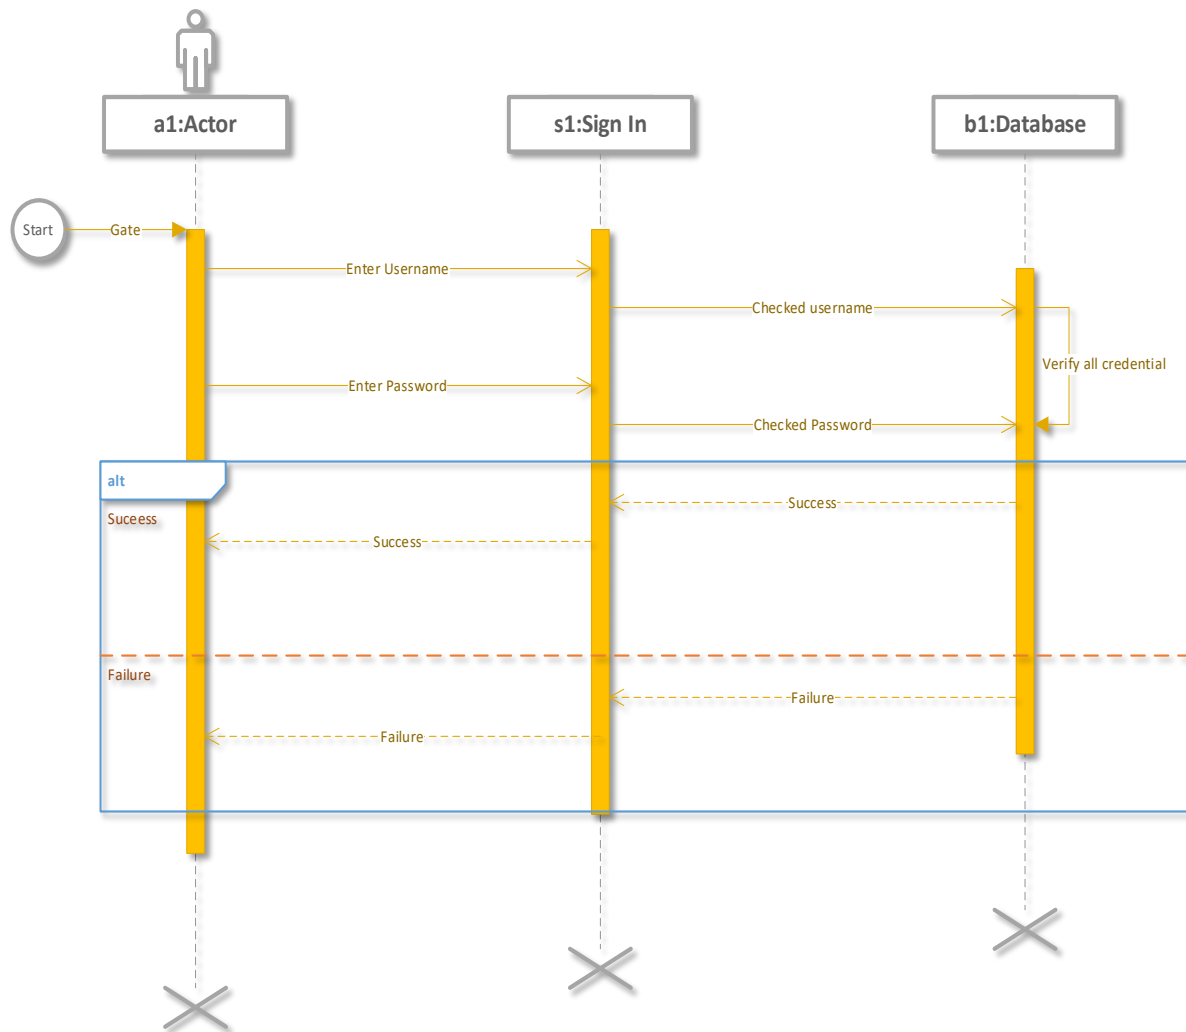 a1:Actor
s1:Sign In
b1:Database
Start
Gate
Enter Username
Checked username
Verify all credential
Enter Password
Checked Password
alt
Success
Suceess
Success
Failure
Failure
Failure